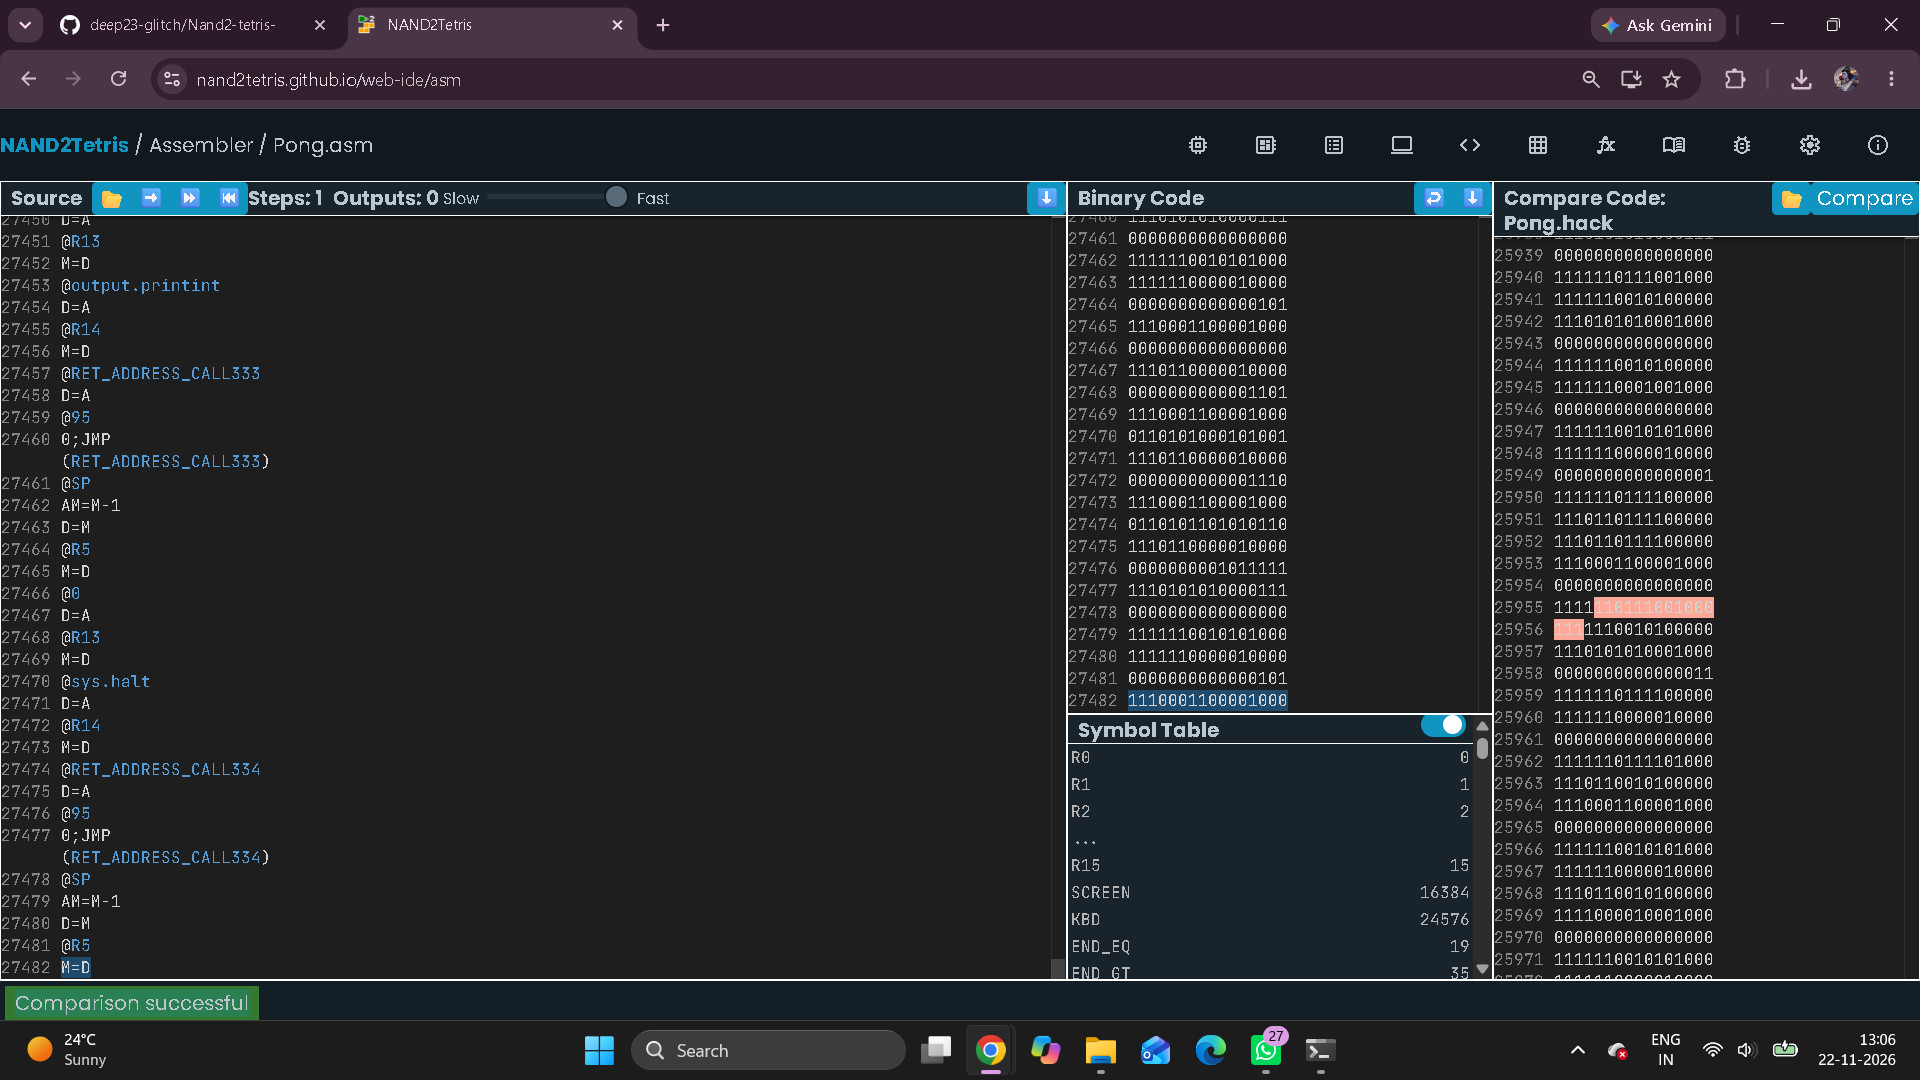 deep23-glitch/Nand2-tetris-
NAND2Tetris
Ask Gemini
nand2tetris.github.io/web-ide/asm
NAND2Tetris / Assembler / Pong.asm
Source
Steps: 1 Outputs: 0 Slow
Fast
27450 D=A
27451 @R13
27452 M=D
27453 @output.printint
27454 D=A
27455 @R14
27456 M=D
27457 @RET_ADDRESS_CALL333
27458 D=A
27459 @95
27460 0;JMP
(RET_ADDRESS_CALL333)
27461 @SP
27462 AM=M-1
27463 D=M
27464 @R5
27465 M=D
27466 @0
27467 D=A
27468 @R13
27469 M=D
27470 @sys.halt
27471 D=A
27472 @R14
27473 M=D
27474 @RET_ADDRESS_CALL334
27475 D=A
27476 @95
27477 0;JMP
(RET_ADDRESS_CALL334)
27478 @SP
27479 AM=M-1
27480 D=M
27481 @R5
27482 M=D
Binary Code
27460 1110101010000111
27461 0000000000000000
27462 1111110010101000
27463 1111110000010000
27464 0000000000000101
27465 1110001100001000
27466 0000000000000000
27467 1110110000010000
27468 0000000000001101
27469 1110001100001000
27470 0110101000101001
27471 1110110000010000
27472 0000000000001110
27473 1110001100001000
27474 0110101101010110
27475 1110110000010000
27476 0000000001011111
27477 1110101010000111
27478 0000000000000000
27479 1111110010101000
27480 1111110000010000
27481 0000000000000101
27482 1110001100001000
Symbol Table
R0 0
R1 1
R2 2
...
R15 15
SCREEN 16384
KBD 24576
END_EQ 19
END_GT 35
Compare Code:
Pong.hack
Compare
25939 0000000000000000
25940 1111110111001000
25941 1111110010100000
25942 1110101010001000
25943 0000000000000000
25944 1111110010100000
25945 1111110001001000
25946 0000000000000000
25947 1111110010101000
25948 1111110000010000
25949 0000000000000001
25950 1111110111100000
25951 1110110111100000
25952 1110110111100000
25953 1110001100001000
25954 0000000000000000
25955 1111110111001000
25956 1111110010100000
25957 1110101010001000
25958 0000000000000011
25959 1111110111100000
25960 1111110000010000
25961 0000000000000000
25962 1111110111101000
25963 1110110010100000
25964 1110001100001000
25965 0000000000000000
25966 1111110010101000
25967 1111110000010000
25968 1110110010100000
25969 1111000010001000
25970 0000000000000000
25971 1111110010101000
Comparison successful
24°C
Sunny
Search
27
ENG
IN
13:06
22-11-2026